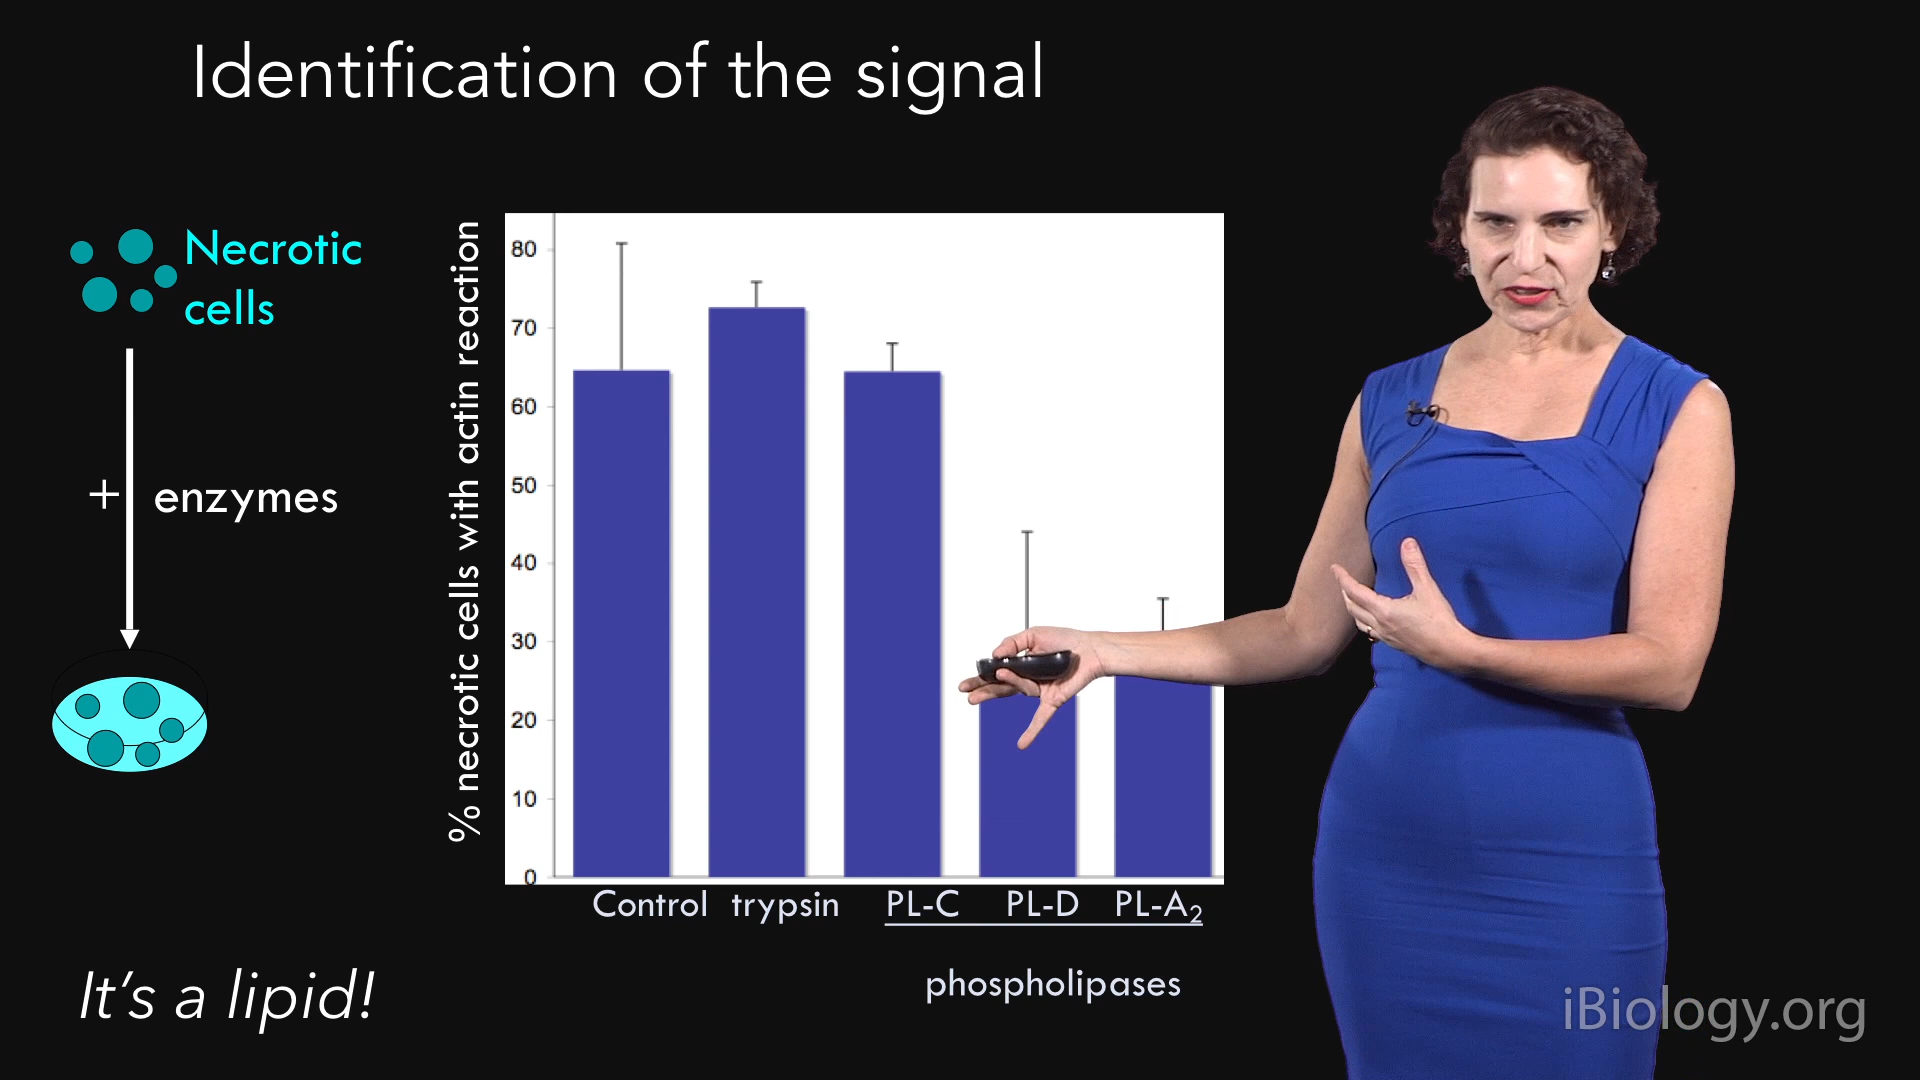 Identification of the signal
Necrotic
cells
+ enzymes
% necrotic cells with actin reaction
80
70
60
50
40
30
20
10
0
Control trypsin PL-C PL-D PL-A₂
phospholipases
It's a lipid!
iBiology.org